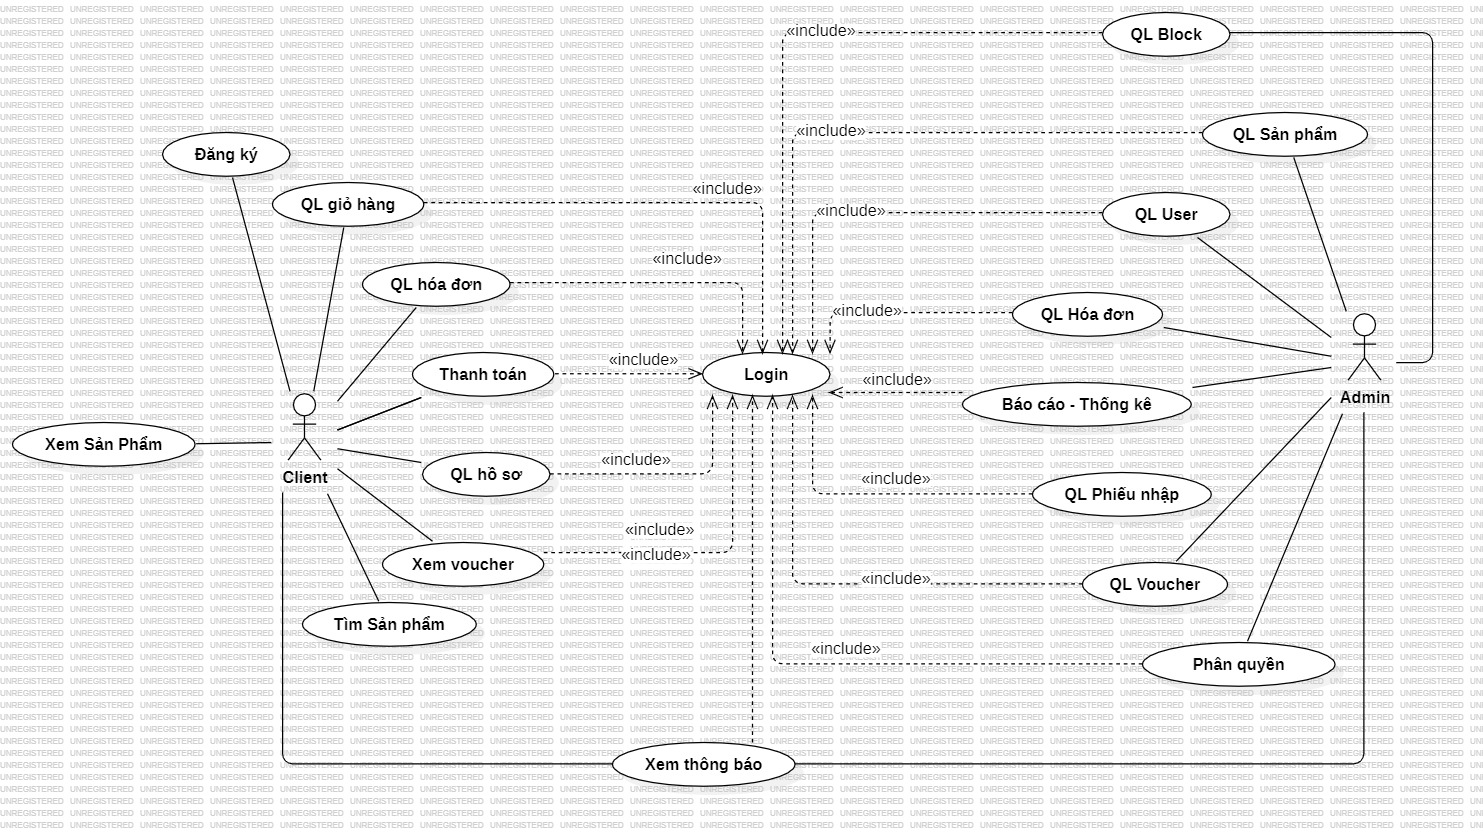 «include»
QL Block
«include»
QL Sản phẩm
Đăng ký
«include»
QL giỏ hàng
«include»
QL User
«include»
QL hóa đơn
«include»
QL Hóa đơn
Thanh toán
«include»
Login
«include»
Báo cáo - Thống kê
Admin
Xem Sản Phẩm
Client
QL hồ sơ
«include»
«include»
QL Phiếu nhập
«include»
«include»
Xem voucher
«include»
QL Voucher
Tìm Sản phẩm
«include»
Phân quyền
Xem thông báo
UNREGISTERED